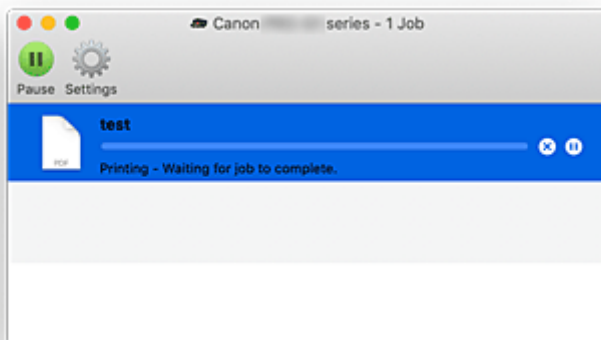 Canon series - 1 Job
Pause Settings
test
PDF
Printing - Waiting for job to complete.